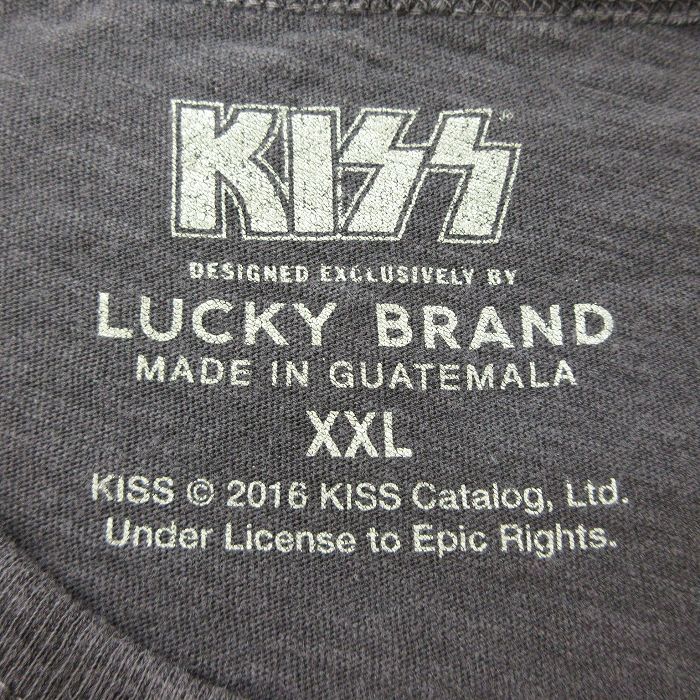 KISS
DESIGNED EXCLUSIVELY BY
LUCKY BRAND
MADE IN GUATEMALA
XXL
KISS © 2016 KISS Catalog, Ltd.
Under License to Epic Rights.